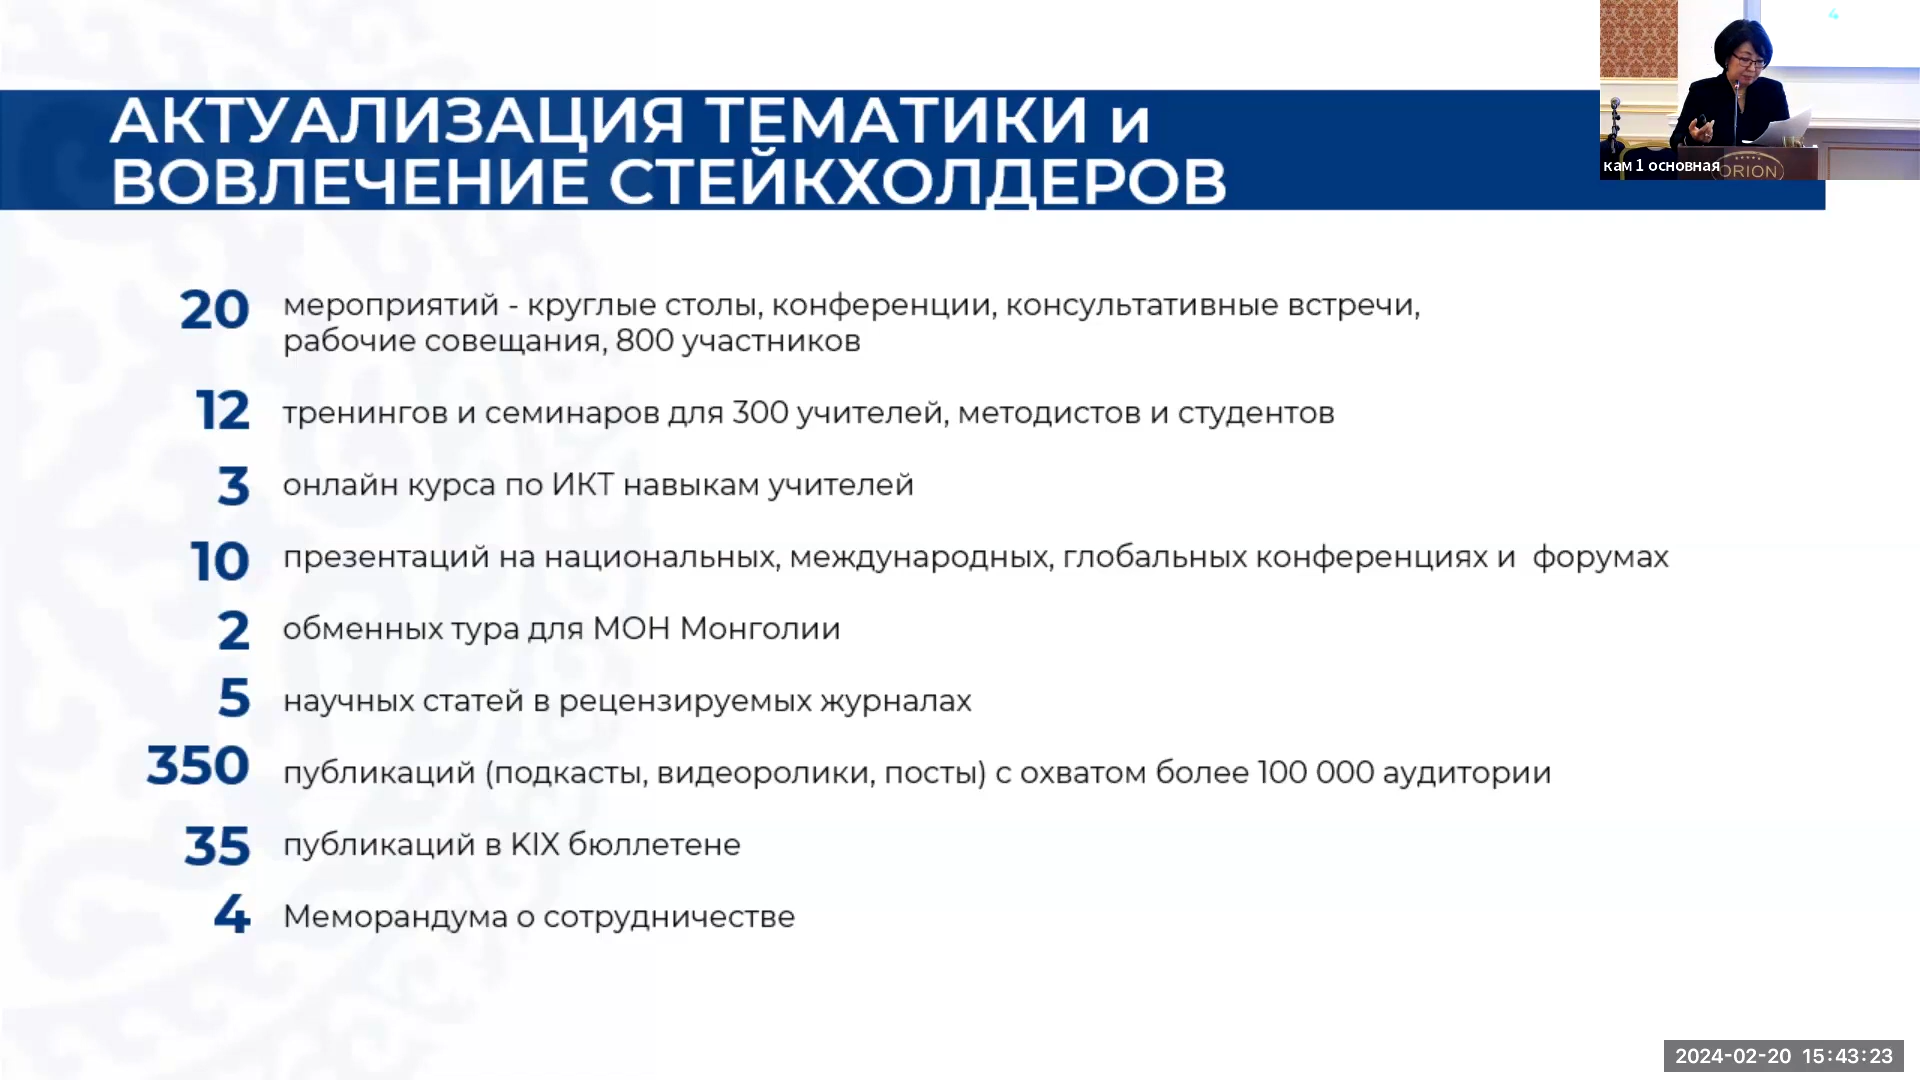 АКТУАЛИЗАЦИЯ ТЕМАТИКИ и
ВОВЛЕЧЕНИЕ СТЕЙКХОЛДЕРОВ
4
кам 1 основная
ORION
20 мероприятий - круглые столы, конференции, консультативные встречи,
рабочие совещания, 800 участников
12 тренингов и семинаров для 300 учителей, методистов и студентов
3 онлайн курса по ИКТ навыкам учителей
10 презентаций на национальных, международных, глобальных конференциях и  форумах
2 обменных тура для МОН Монголии
5 научных статей в рецензируемых журналах
350 публикаций (подкасты, видеоролики, посты) с охватом более 100 000 аудитории
35 публикаций в KIX бюллетене
4 Меморандума о сотрудничестве
2024-02-20 15:43:23